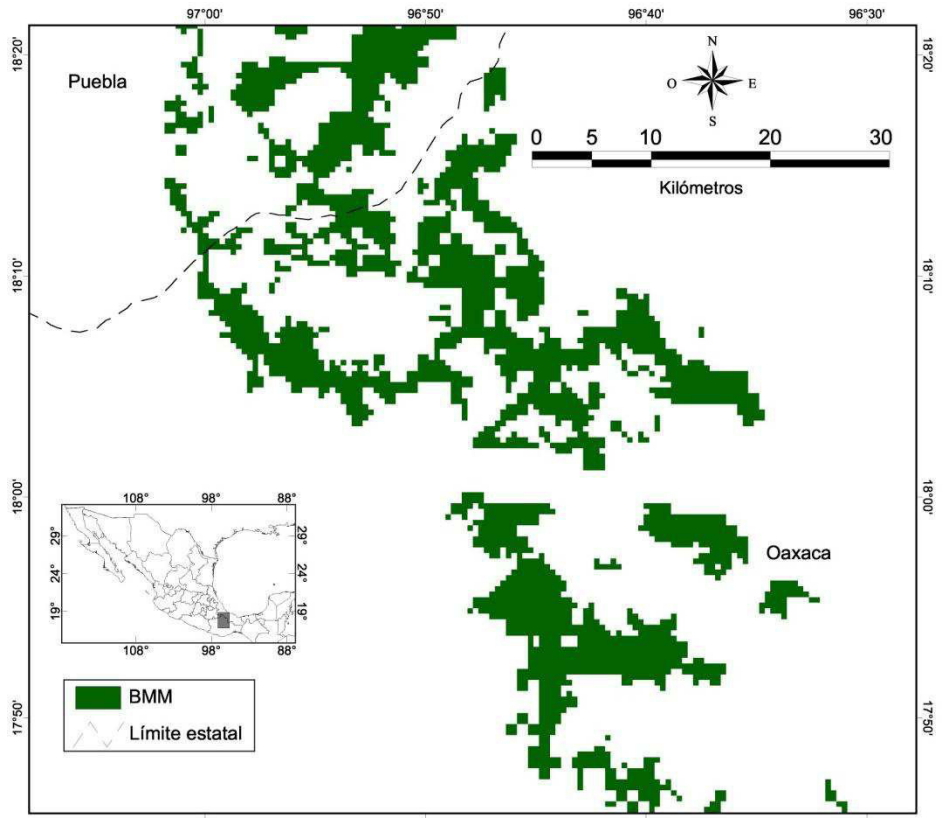 97°00' 96°50' 96°40' 96°30'
18°20' 18°20'
Puebla
N
O E
S
0 5 10 20 30
Kilómetros
18°10' 18°10'
18°00' 18°00'
108° 98° 88°
29° 29°
24° 24°
19° 19°
108° 98° 88°
Oaxaca
BMM
Límite estatal
17°50' 17°50'